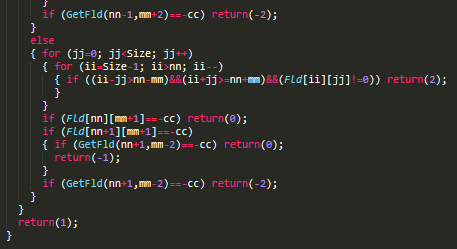 }
if (GetFld(nn-1,mm+2)==-cc) return(-2);
}
else
{ for (jj=0; jj<Size; jj++)
{ for (ii=Size-1; ii>nn; ii--)
{ if ((ii-jj>nn-mm)&&(ii+jj>=nn+mm)&&(Fld[ii][jj]!=0)) return(2);
}
}
if (Fld[nn][mm+1]==-cc) return(0);
if (Fld[nn+1][mm+1]==-cc)
{ if (GetFld(nn+1,mm-2)==-cc) return(0);
return(-1);
}
if (GetFld(nn+1,mm-2)==-cc) return(-2);
}
}
return(1);
}